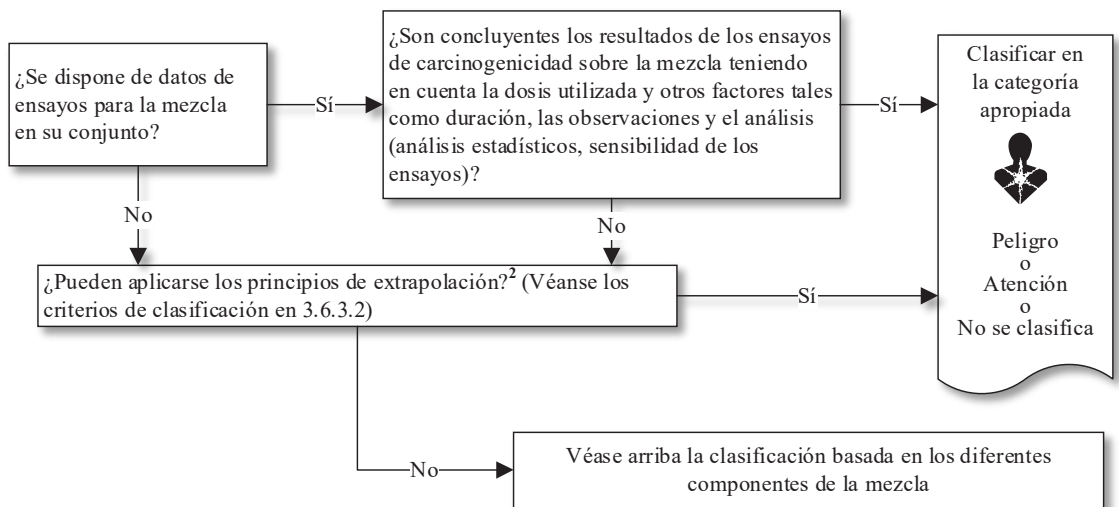 ¿Se dispone de datos de
ensayos para la mezcla
en su conjunto?
Sí
¿Son concluyentes los resultados de los ensayos
de carcinogenicidad sobre la mezcla teniendo
en cuenta la dosis utilizada y otros factores tales
como duración, las observaciones y el análisis
(análisis estadísticos, sensibilidad de los
ensayos)?
Sí
Clasificar en
la categoría
apropiada
Peligro
o
Atención
o
No se clasifica
No
No
¿Pueden aplicarse los principios de extrapolación?² (Véanse los
criterios de clasificación en 3.6.3.2)
Sí
No
Véase arriba la clasificación basada en los diferentes
componentes de la mezcla